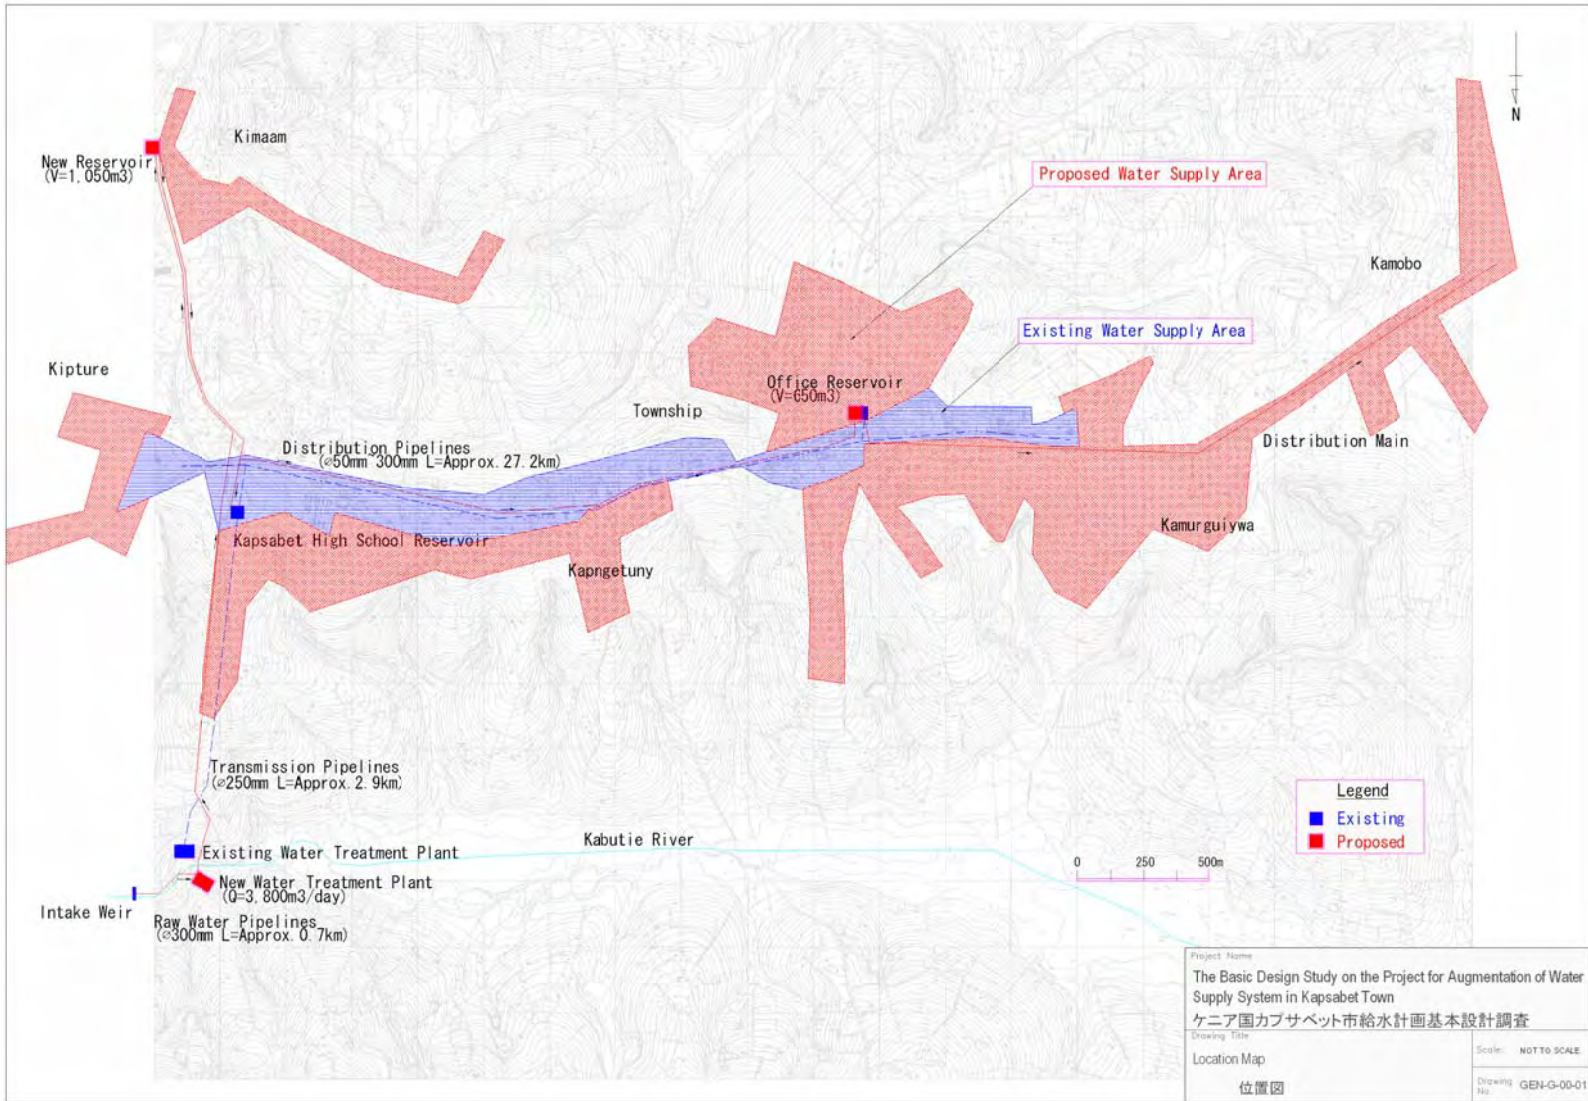 N
Kimaam
New Reservoir
(V=1,050m3)
Proposed Water Supply Area
Kamobo
Existing Water Supply Area
Kipture
Office Reservoir
(V=650m3)
Township
Distribution Pipelines
(⌀50mm 300mm L=Approx. 27.2km)
Distribution Main
Kapsabet High School Reservoir
Kamurguiywa
Kapngetuny
Transmission Pipelines
(⌀250mm L=Approx. 2.9km)
Legend
Existing
Proposed
Kabutie River
Existing Water Treatment Plant
0 250 500m
New Water Treatment Plant
(Q=3,800m3/day)
Intake Weir
Raw Water Pipelines
(⌀300mm L=Approx. 0.7km)
Project Name
The Basic Design Study on the Project for Augmentation of Water
Supply System in Kapsabet Town
ケニア国カプサベット市給水計画基本設計調査
Drawing Title
Location Map
位置図
Scale: NOT TO SCALE
Drawing No. GEN-G-00-01